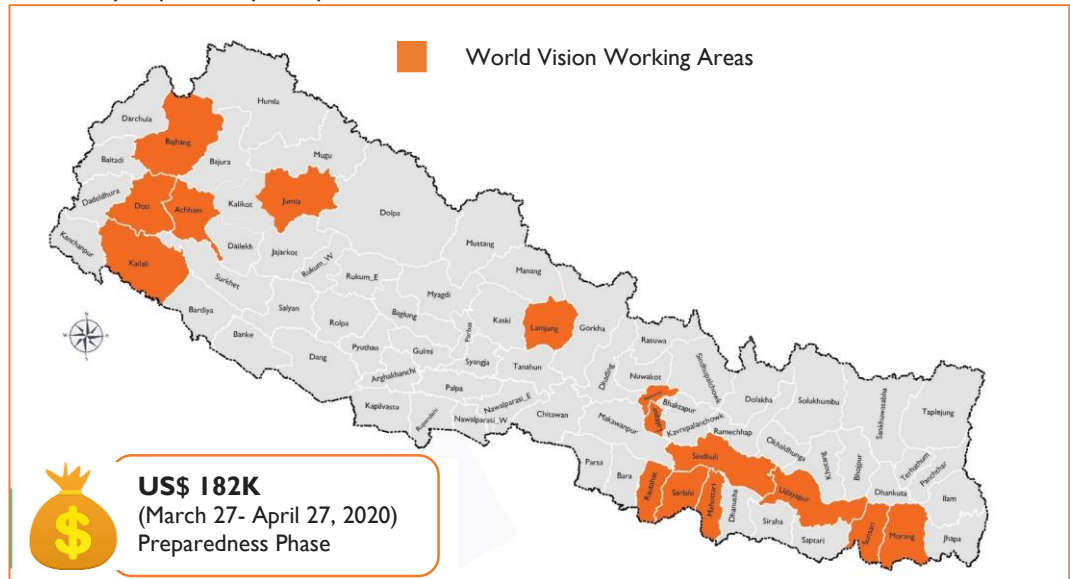 World Vision Working Areas
Humla
Darchula
Bajhang
Baitadi
Bajura
Mugu
Dadeldhura
Doti
Achham
Kalikot
Jumla
Dolpa
Kanchanpur
Kailali
Dailekh
Jajarkot
Rukum_W
Rukum_E
Mustang
Manang
Surkhet
Myagdi
Bardiya
Salyan
Rolpa
Baglung
Parbat
Kaski
Lamjung
Gorkha
Rasuwa
Banke
Dang
Pyuthan
Gulmi
Syangja
Tanahun
Dhading
Nuwakot
Sindhupalchowk
Arghakhanchi
Palpa
Kapilvastu
Rupandehi
Nawalparasi_W
Nawalparasi_E
Chitawan
Makawanpur
Bhaktapur
Kavrepalanchowk
Dolakha
Ramechhap
Solukhumbu
Sankhuwasabha
Taplejung
Okhaldhunga
Khotang
Bhojpur
Terhathum
Panchthar
Parsa
Bara
Rautahat
Sarlahi
Mahottari
Sindhuli
Dhanusha
Siraha
Udayapur
Saptari
Dhankuta
Sunsari
Morang
Ilam
Jhapa
US$ 182K
(March 27- April 27, 2020)
Preparedness Phase
$